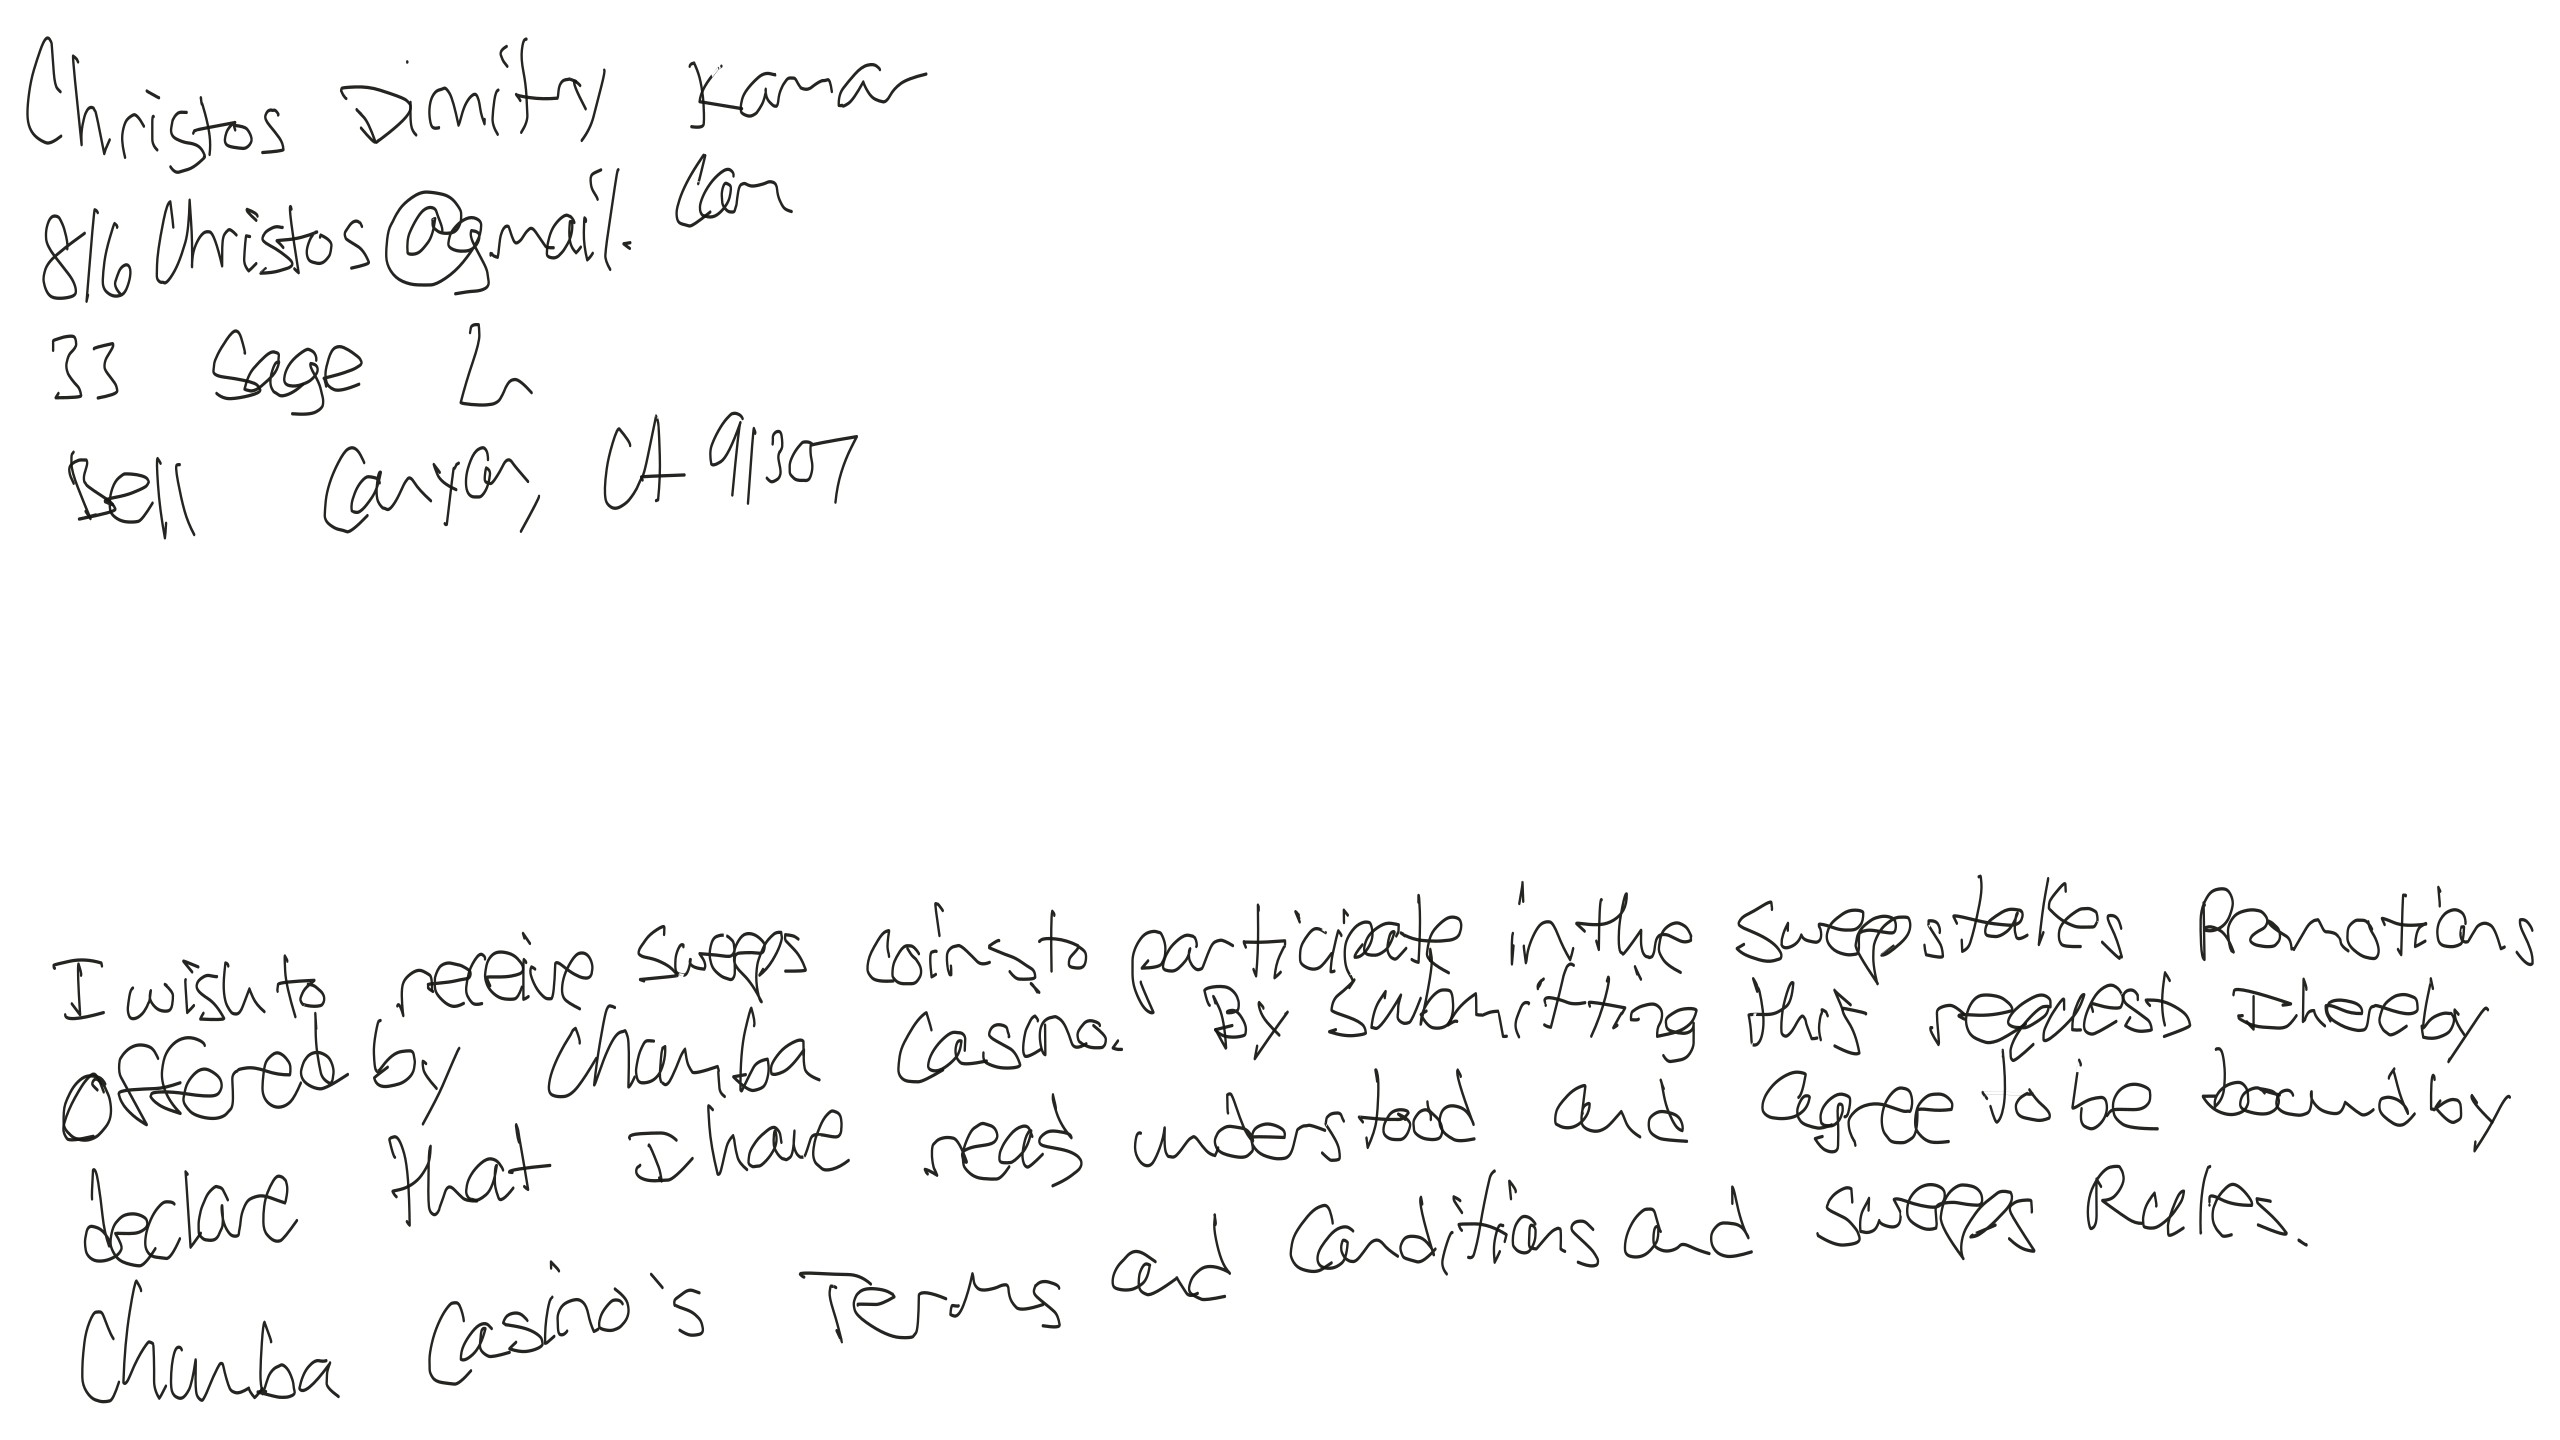 Christos Dimitry Kamar
816Christos@gmail.com
33 Sage Ln
Bell Canyon, CA 91307
I wish to receive sweeps coins to participate in the sweepstakes Promotions
offered by Chumba Casino. By submitting this request I hereby
declare that I have read understood and agree to be bound by
Chumba Casino's Terms and Conditions and Sweeps Rules.